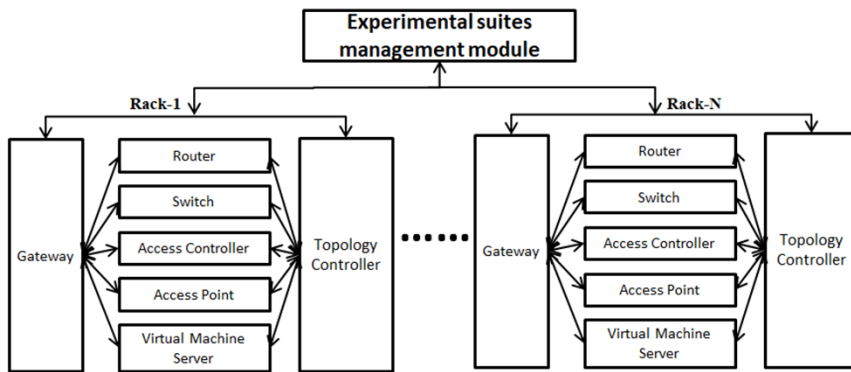 Experimental suites
management module
Rack-1
Rack-N
Gateway
Router
Switch
Access Controller
Access Point
Virtual Machine
Server
Topology
Controller
Gateway
Router
Switch
Access Controller
Access Point
Virtual Machine
Server
Topology
Controller